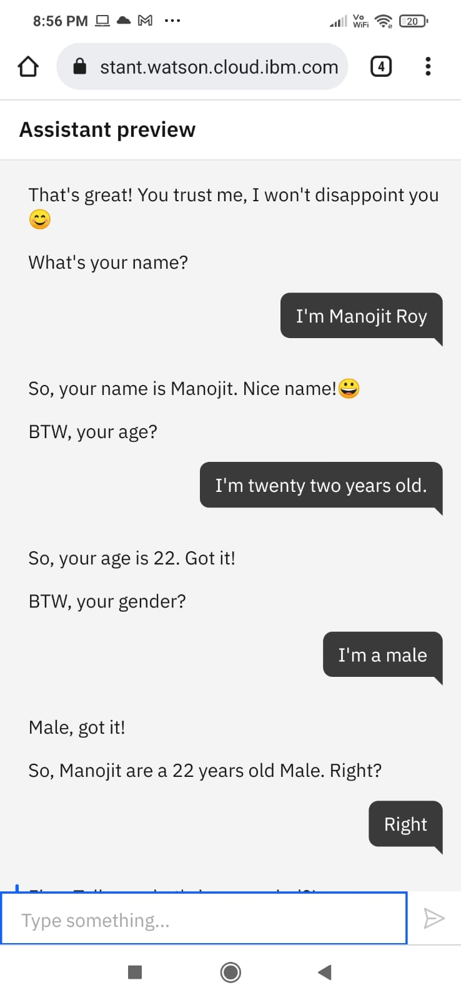 8:56 PM
Vo
WiFi
20
stant.watson.cloud.ibm.com
4
Assistant preview
That's great! You trust me, I won't disappoint you
😊
What's your name?
I'm Manojit Roy
So, your name is Manojit. Nice name!😀
BTW, your age?
I'm twenty two years old.
So, your age is 22. Got it!
BTW, your gender?
I'm a male
Male, got it!
So, Manojit are a 22 years old Male. Right?
Right
Type something...